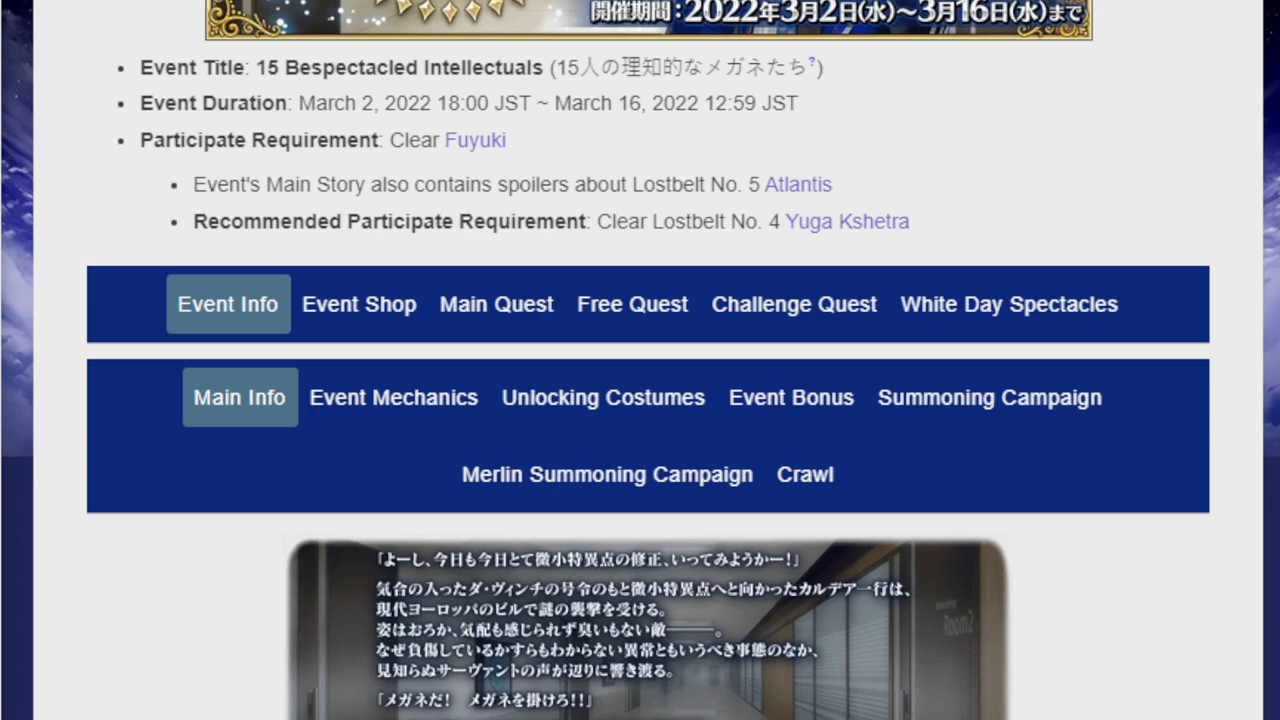 開催期間：2022年3月2日(水)～3月16日(水)まで
Event Title: 15 Bespectacled Intellectuals (15人の理知的なメガネたち?)
Event Duration: March 2, 2022 18:00 JST ~ March 16, 2022 12:59 JST
Participate Requirement: Clear Fuyuki
Event's Main Story also contains spoilers about Lostbelt No. 5 Atlantis
Recommended Participate Requirement: Clear Lostbelt No. 4 Yuga Kshetra
Event Info Event Shop Main Quest Free Quest Challenge Quest White Day Spectacles
Main Info Event Mechanics Unlocking Costumes Event Bonus Summoning Campaign
Merlin Summoning Campaign Crawl
「よーし、今日も今日とて微小特異点の修正、いってみようかー！」
気合の入ったダ・ヴィンチの号令のもと微小特異点へと向かったカルデア一行は、
現代ヨーロッパのビルで謎の襲撃を受ける。
姿はおろか、気配も感じられず臭いもない敵───。
なぜ負傷しているかすらもわからない異常ともいうべき事態のなか、
見知らぬサーヴァントの声が辺りに響き渡る。
「メガネだ！ メガネを掛けろ！！」
Room2